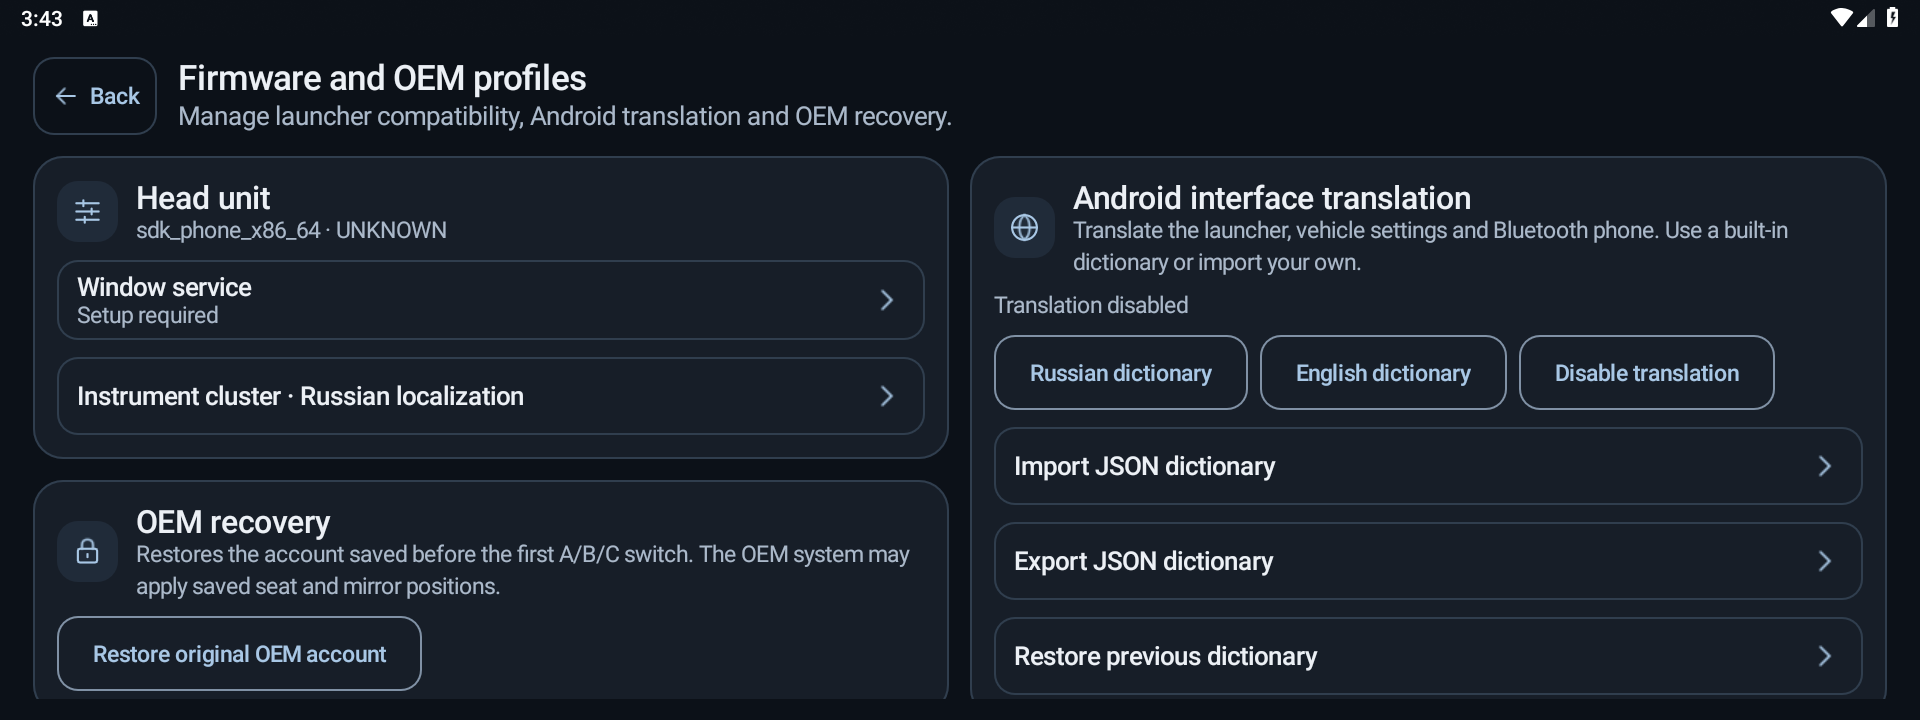 3:43
Back
Firmware and OEM profiles
Manage launcher compatibility, Android translation and OEM recovery.
Head unit
sdk_phone_x86_64 · UNKNOWN
Window service
Setup required
Instrument cluster · Russian localization
OEM recovery
Restores the account saved before the first A/B/C switch. The OEM system may
apply saved seat and mirror positions.
Restore original OEM account
Android interface translation
Translate the launcher, vehicle settings and Bluetooth phone. Use a built-in
dictionary or import your own.
Translation disabled
Russian dictionary
English dictionary
Disable translation
Import JSON dictionary
Export JSON dictionary
Restore previous dictionary